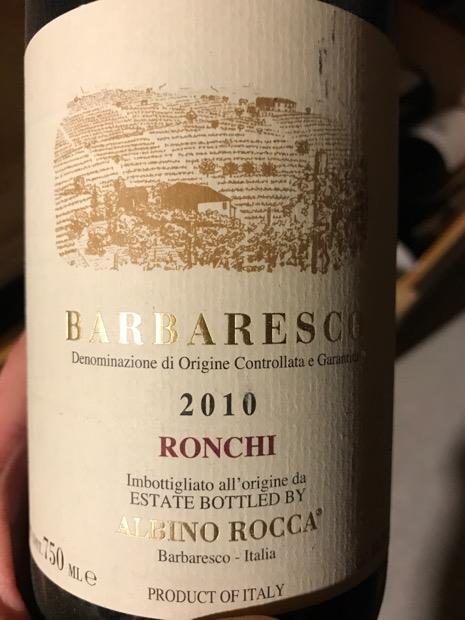 BARBARESCO
Denominazione di Origine Controllata e Garantita
2010
RONCHI
Imbottigliato all'origine da
ESTATE BOTTLED BY
ALBINO ROCCA®
Barbaresco - Italia
750 ML e
PRODUCT OF ITALY